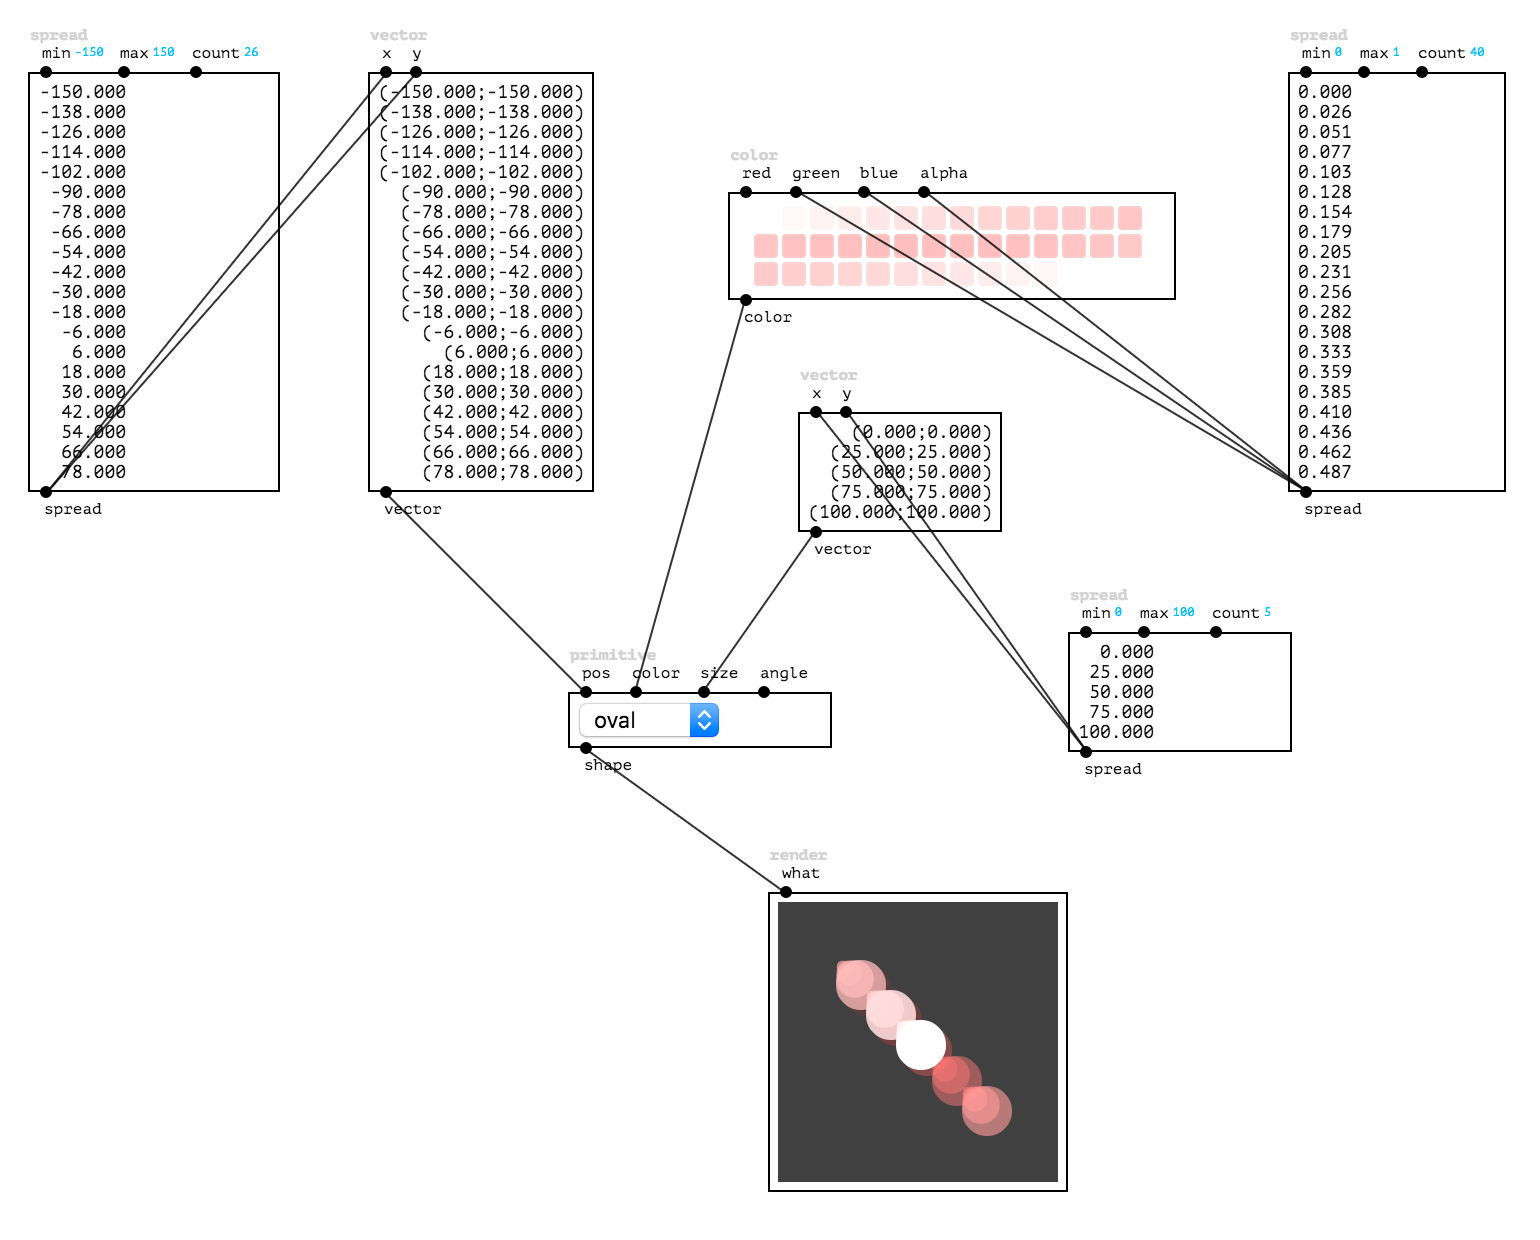 spread
min -150 max 150 count 26
-150.000
-138.000
-126.000
-114.000
-102.000
-90.000
-78.000
-66.000
-54.000
-42.000
-30.000
-18.000
-6.000
6.000
18.000
30.000
42.000
54.000
66.000
78.000
spread
vector
x y
(-150.000;-150.000)
(-138.000;-138.000)
(-126.000;-126.000)
(-114.000;-114.000)
(-102.000;-102.000)
(-90.000;-90.000)
(-78.000;-78.000)
(-66.000;-66.000)
(-54.000;-54.000)
(-42.000;-42.000)
(-30.000;-30.000)
(-18.000;-18.000)
(-6.000;-6.000)
(6.000;6.000)
(18.000;18.000)
(30.000;30.000)
(42.000;42.000)
(54.000;54.000)
(66.000;66.000)
(78.000;78.000)
vector
color
red green blue alpha
color
vector
x y
(0.000;0.000)
(25.000;25.000)
(50.000;50.000)
(75.000;75.000)
(100.000;100.000)
vector
spread
min 0 max 1 count 40
0.000
0.026
0.051
0.077
0.103
0.128
0.154
0.179
0.205
0.231
0.256
0.282
0.308
0.333
0.359
0.385
0.410
0.436
0.462
0.487
spread
spread
min 0 max 100 count 5
0.000
25.000
50.000
75.000
100.000
spread
primitive
pos color size angle
oval
shape
render
what